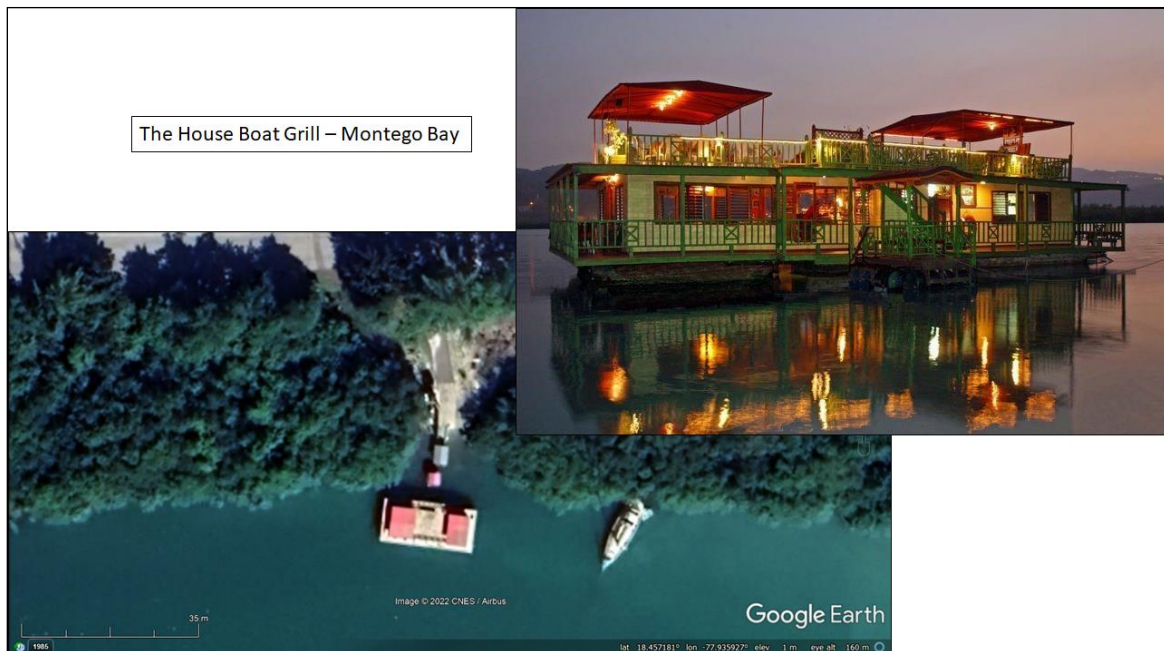 The House Boat Grill – Montego Bay
Image © 2022 CNES / Airbus
35 m
Google Earth
1985
lat 18.457181° lon -77.935927° elev 1 m eye alt 160 m